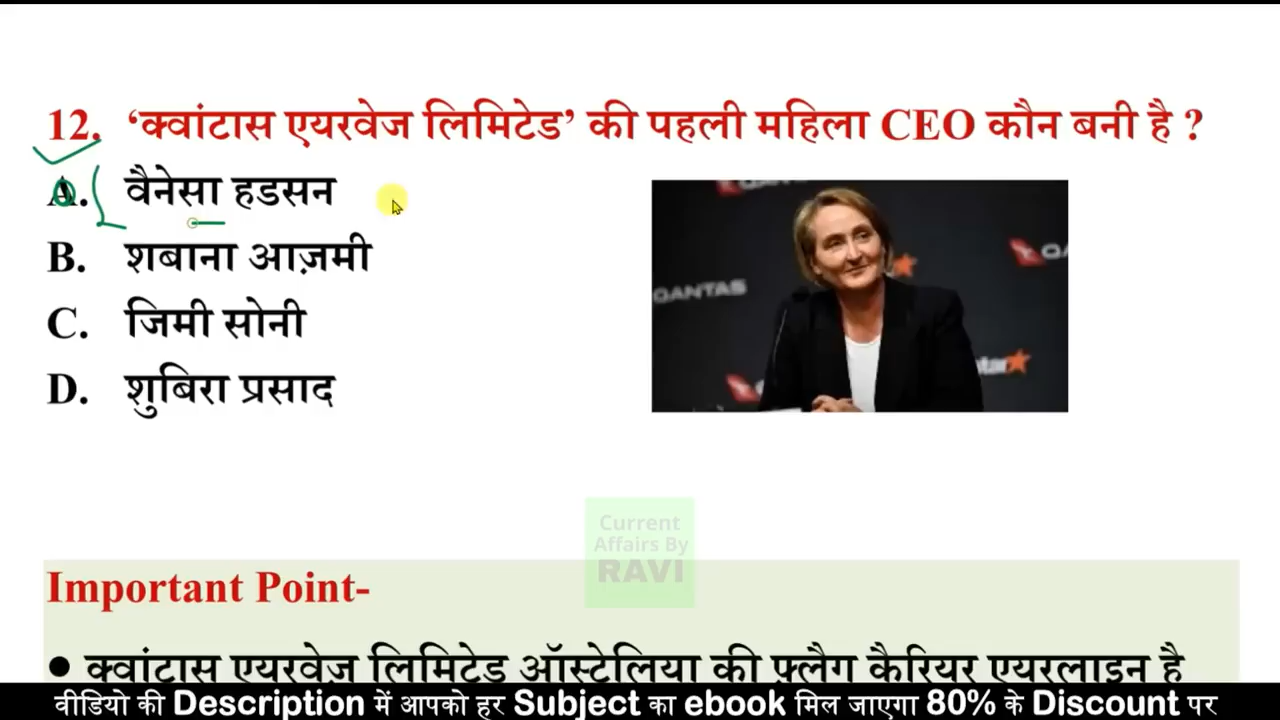 12. ‘क्वांटास एयरवेज लिमिटेड’ की पहली महिला CEO कौन बनी है ?
A. वैनेसा हडसन
B. शबाना आज़मी
C. जिमी सोनी
D. शुबिरा प्रसाद
QANTAS
Current
Affairs By
RAVI
Important Point-
● क्वांटास एयरवेज लिमिटेड ऑस्टेलिया की फ़्लैग कैरियर एयरलाइन है
वीडियो की Description में आपको हर Subject का ebook मिल जाएगा 80% के Discount पर